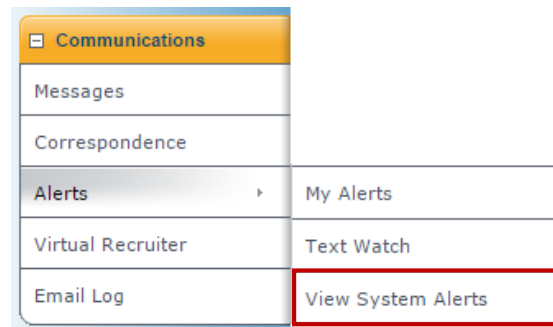 Communications
Messages
Correspondence
Alerts
My Alerts
Virtual Recruiter
Text Watch
Email Log
View System Alerts